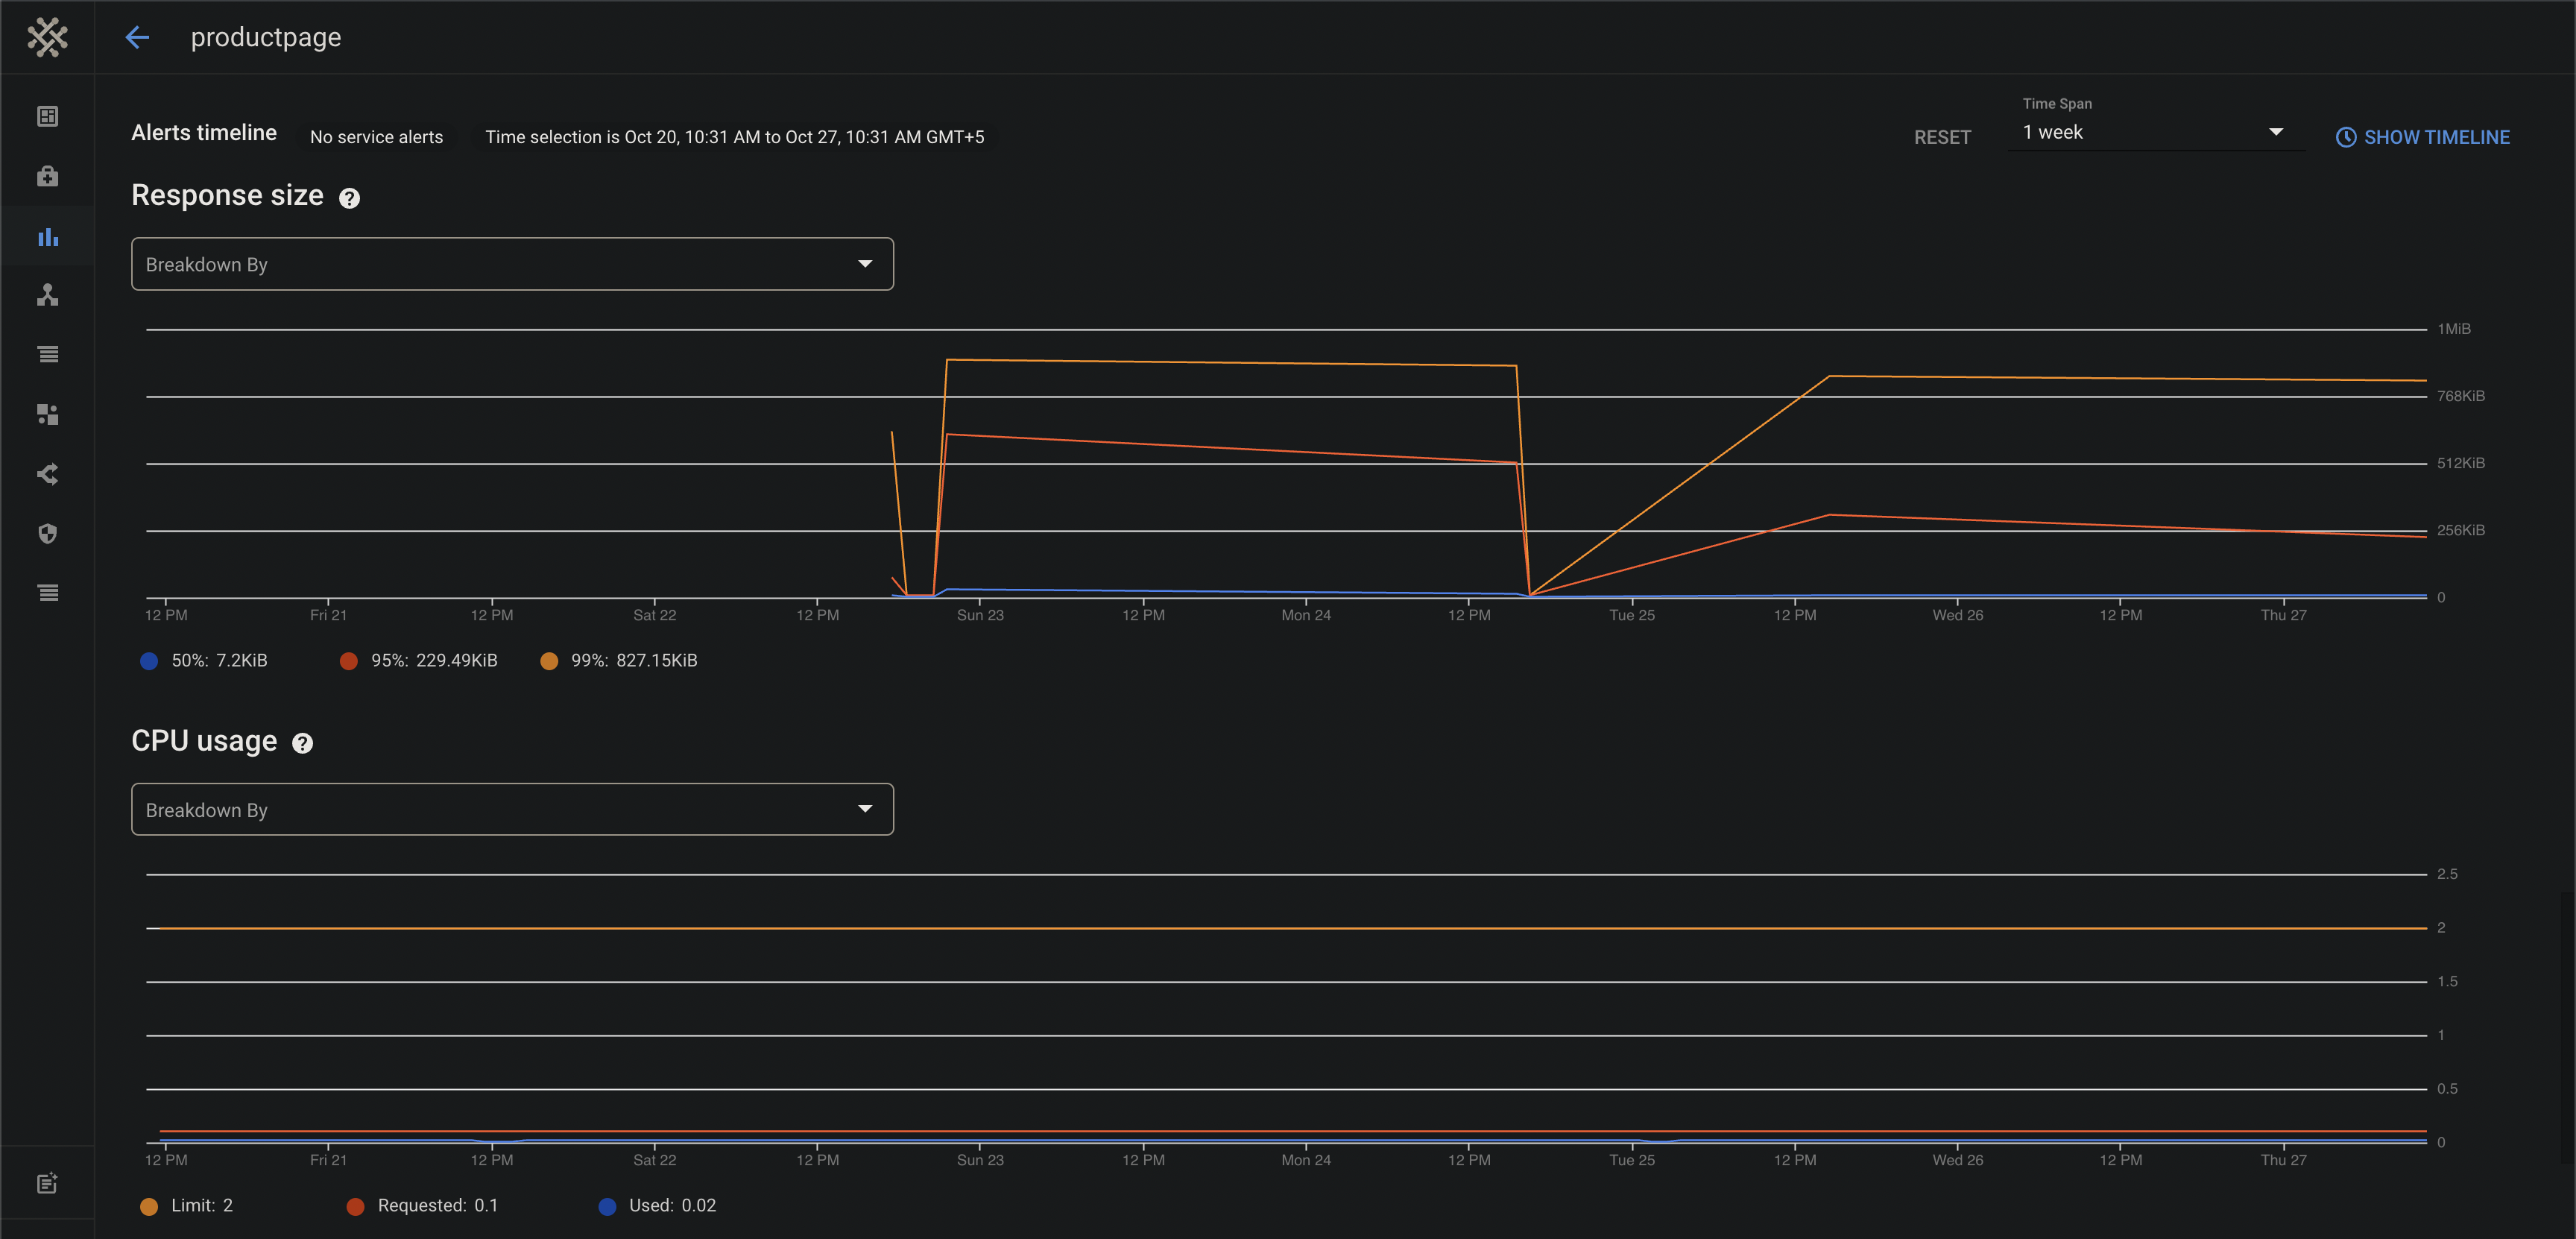 productpage
Alerts timeline No service alerts Time selection is Oct 20, 10:31 AM to Oct 27, 10:31 AM GMT+5 RESET Time Span 1 week SHOW TIMELINE
Response size ?
Breakdown By
1MiB
768KiB
512KiB
256KiB
0
12 PM Fri 21 12 PM Sat 22 12 PM Sun 23 12 PM Mon 24 12 PM Tue 25 12 PM Wed 26 12 PM Thu 27
50%: 7.2KiB 95%: 229.49KiB 99%: 827.15KiB
CPU usage ?
Breakdown By
2.5
2
1.5
1
0.5
0
12 PM Fri 21 12 PM Sat 22 12 PM Sun 23 12 PM Mon 24 12 PM Tue 25 12 PM Wed 26 12 PM Thu 27
Limit: 2 Requested: 0.1 Used: 0.02